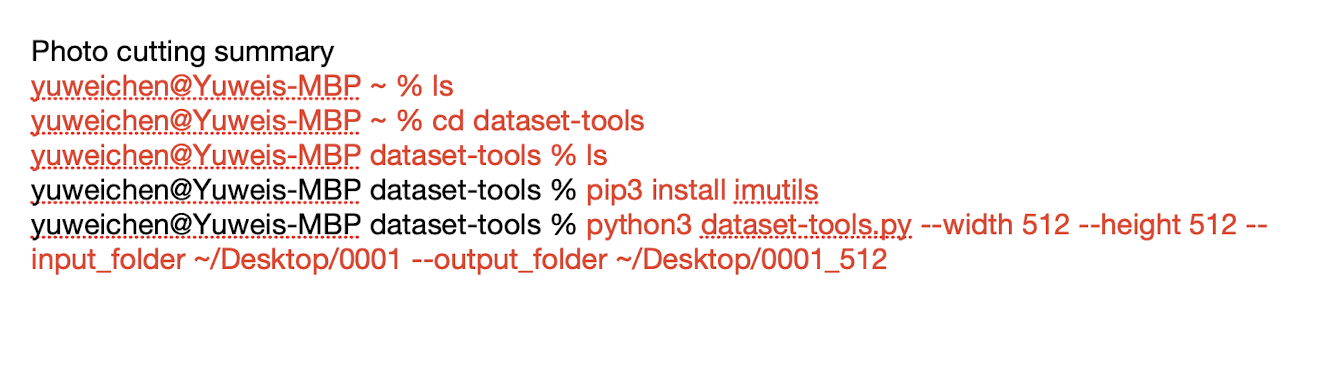 Photo cutting summary
yuweichen@Yuweis-MBP ~ % ls
yuweichen@Yuweis-MBP ~ % cd dataset-tools
yuweichen@Yuweis-MBP dataset-tools % ls
yuweichen@Yuweis-MBP dataset-tools % pip3 install imutils
yuweichen@Yuweis-MBP dataset-tools % python3 dataset-tools.py --width 512 --height 512 --
input_folder ~/Desktop/0001 --output_folder ~/Desktop/0001_512